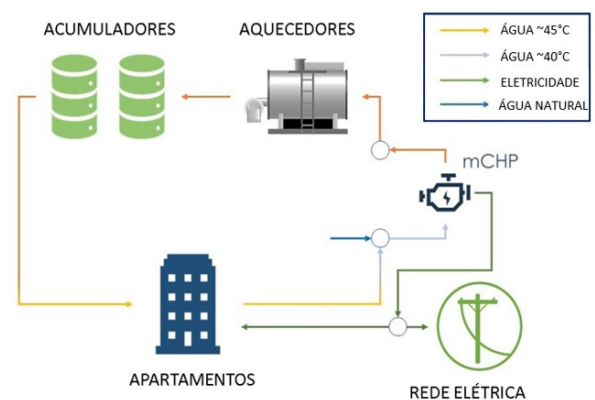 ACUMULADORES
AQUECEDORES
ÁGUA ~45°C
ÁGUA ~40°C
ELETRICIDADE
ÁGUA NATURAL
mCHP
APARTAMENTOS
REDE ELÉTRICA